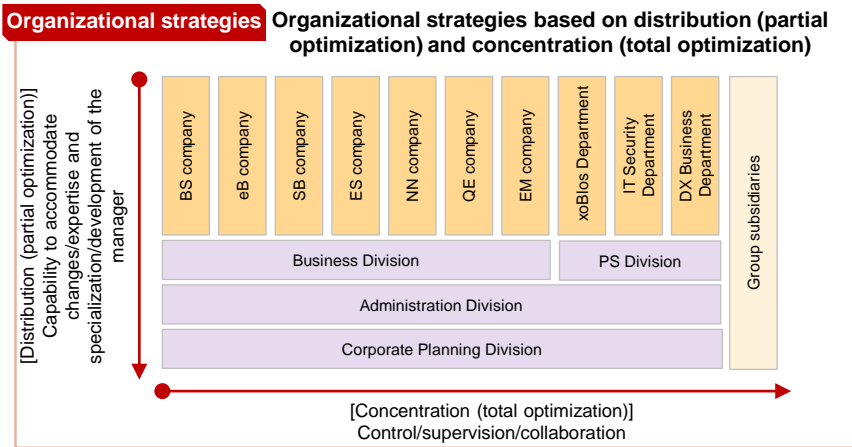 Organizational strategies
Organizational strategies based on distribution (partial
optimization) and concentration (total optimization)
[Distribution (partial optimization)]
Capability to accommodate
changes/expertise and
specialization/development of the
manager
BS company
eB company
SB company
ES company
NN company
QE company
EM company
xoBlos Department
IT Security
Department
DX Business
Department
Group subsidiaries
Business Division
PS Division
Administration Division
Corporate Planning Division
[Concentration (total optimization)]
Control/supervision/collaboration